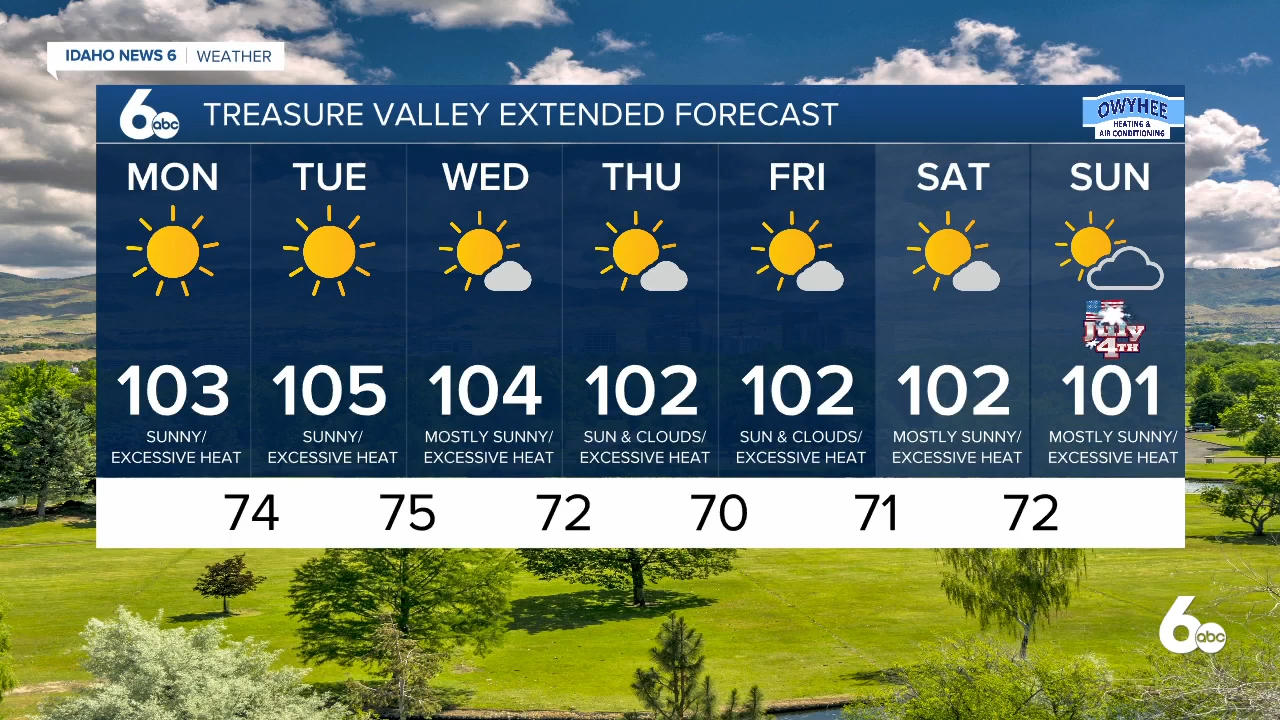 IDAHO NEWS 6 | WEATHER
6abc TREASURE VALLEY EXTENDED FORECAST
OWYHEE
HEATING &
AIR CONDITIONING
MON TUE WED THU FRI SAT SUN
July
4TH
103 105 104 102 102 102 101
SUNNY/ SUNNY/ MOSTLY SUNNY/ SUN & CLOUDS/ SUN & CLOUDS/ MOSTLY SUNNY/ MOSTLY SUNNY/
EXCESSIVE HEAT EXCESSIVE HEAT EXCESSIVE HEAT EXCESSIVE HEAT EXCESSIVE HEAT EXCESSIVE HEAT EXCESSIVE HEAT
74 75 72 70 71 72
6abc